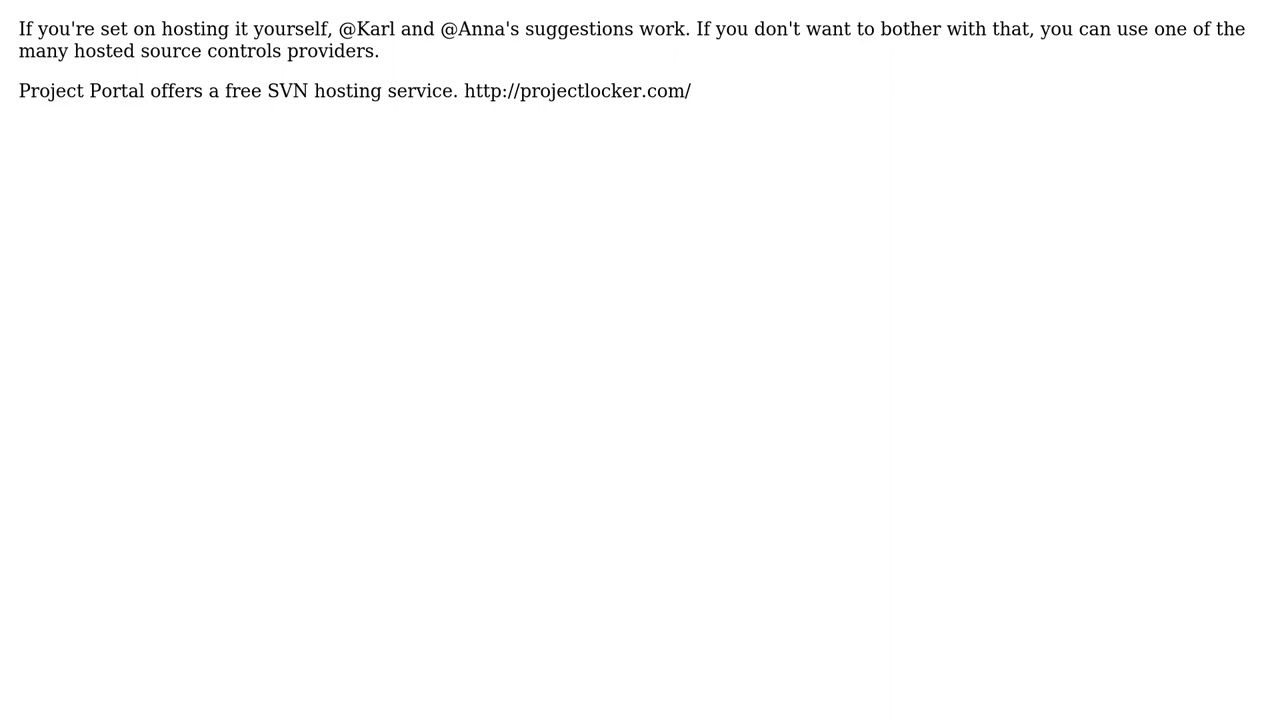 If you're set on hosting it yourself, @Karl and @Anna's suggestions work. If you don't want to bother with that, you can use one of the
many hosted source controls providers.
Project Portal offers a free SVN hosting service. http://projectlocker.com/